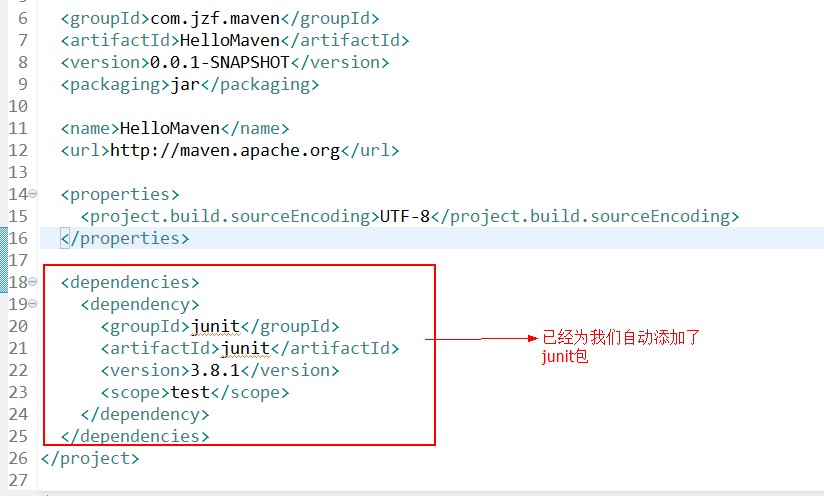 6 <groupId>com.jzf.maven</groupId>
7 <artifactId>HelloMaven</artifactId>
8 <version>0.0.1-SNAPSHOT</version>
9 <packaging>jar</packaging>
10
11 <name>HelloMaven</name>
12 <url>http://maven.apache.org</url>
13
14 <properties>
15 <project.build.sourceEncoding>UTF-8</project.build.sourceEncoding>
16 </properties>
17
18 <dependencies>
19 <dependency>
20 <groupId>junit</groupId>
21 <artifactId>junit</artifactId>
22 <version>3.8.1</version>
23 <scope>test</scope>
24 </dependency>
25 </dependencies>
26 </project>
27
已经为我们自动添加了
junit包